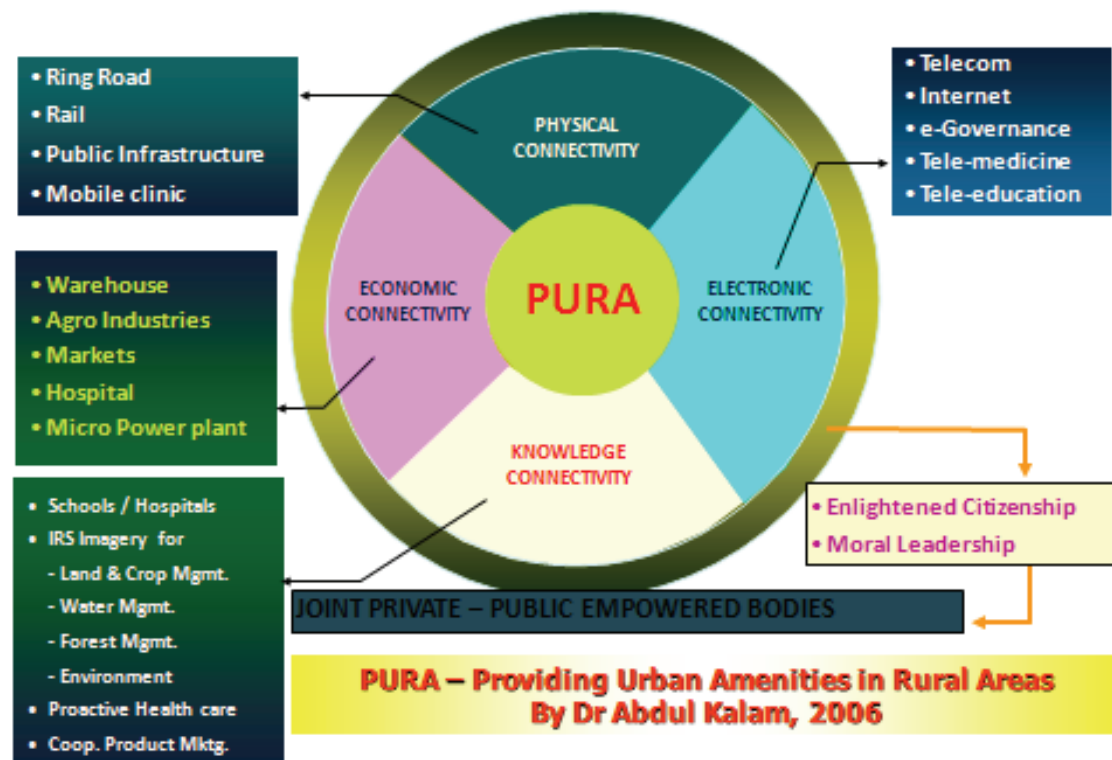 • Ring Road
• Rail
• Public Infrastructure
• Mobile clinic
PHYSICAL
CONNECTIVITY
• Telecom
• Internet
• e-Governance
• Tele-medicine
• Tele-education
• Warehouse
• Agro Industries
• Markets
• Hospital
• Micro Power plant
ECONOMIC
CONNECTIVITY
PURA
ELECTRONIC
CONNECTIVITY
KNOWLEDGE
CONNECTIVITY
• Schools / Hospitals
• IRS Imagery for
- Land & Crop Mgmt.
- Water Mgmt.
- Forest Mgmt.
- Environment
• Proactive Health care
• Coop. Product Mktg.
• Enlightened Citizenship
• Moral Leadership
JOINT PRIVATE – PUBLIC EMPOWERED BODIES
PURA – Providing Urban Amenities in Rural Areas
By Dr Abdul Kalam, 2006